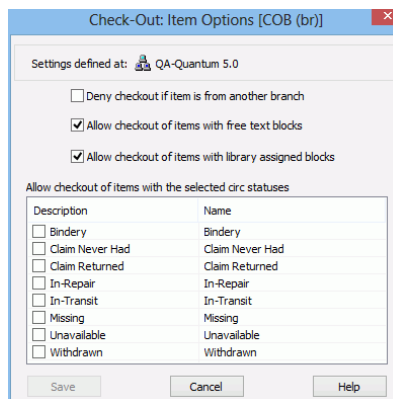 Check-Out: Item Options [COB (br)]
Settings defined at: QA-Quantum 5.0
Deny checkout if item is from another branch
Allow checkout of items with free text blocks
Allow checkout of items with library assigned blocks
Allow checkout of items with the selected circ statuses
Description Name
Bindery Bindery
Claim Never Had Claim Never Had
Claim Returned Claim Returned
In-Repair In-Repair
In-Transit In-Transit
Missing Missing
Unavailable Unavailable
Withdrawn Withdrawn
Save Cancel Help